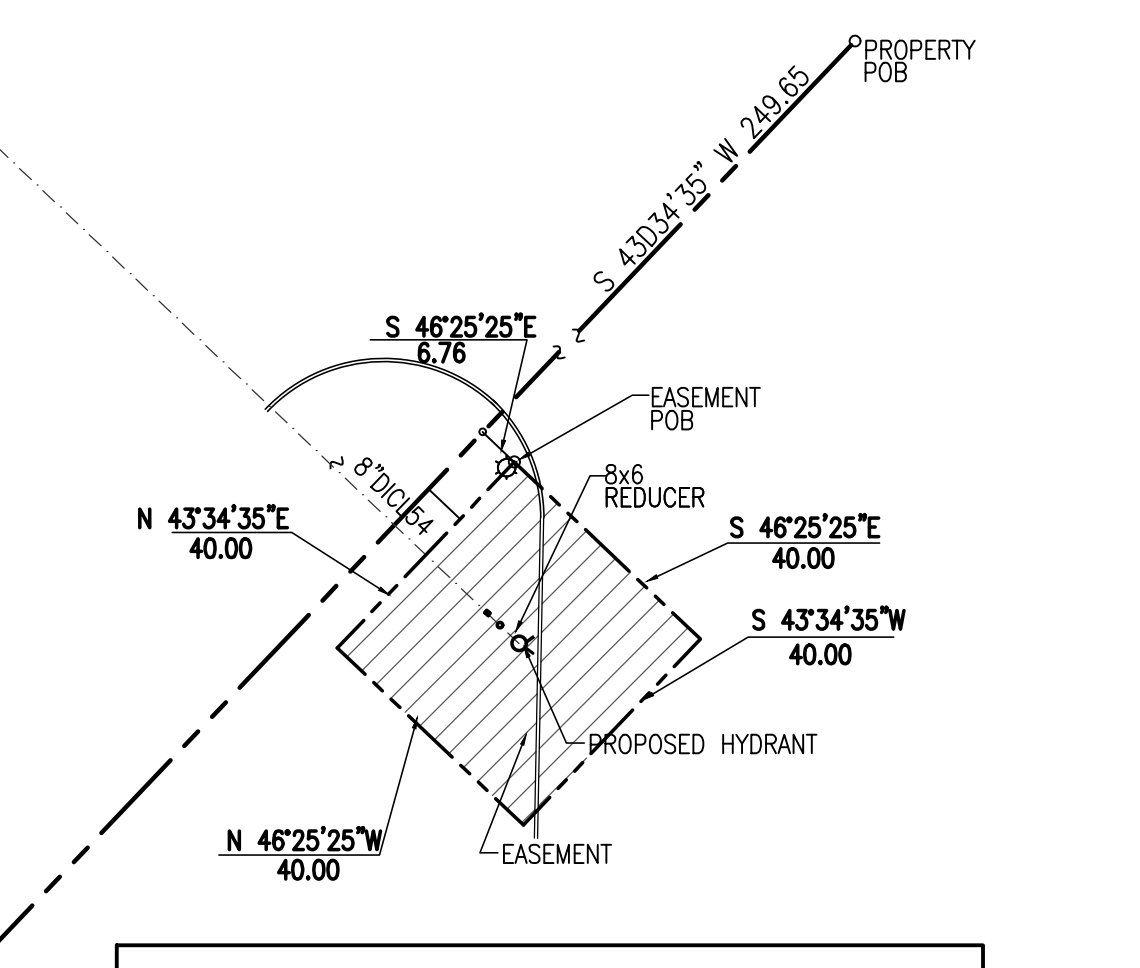 PROPERTY
POB
S 43D34'35" W 249.65
S 46°25'25"E
6.76
EASEMENT
POB
8"DICL54
8x6
REDUCER
N 43°34'35"E
40.00
S 46°25'25"E
40.00
S 43°34'35"W
40.00
PROPOSED HYDRANT
N 46°25'25"W
40.00
EASEMENT